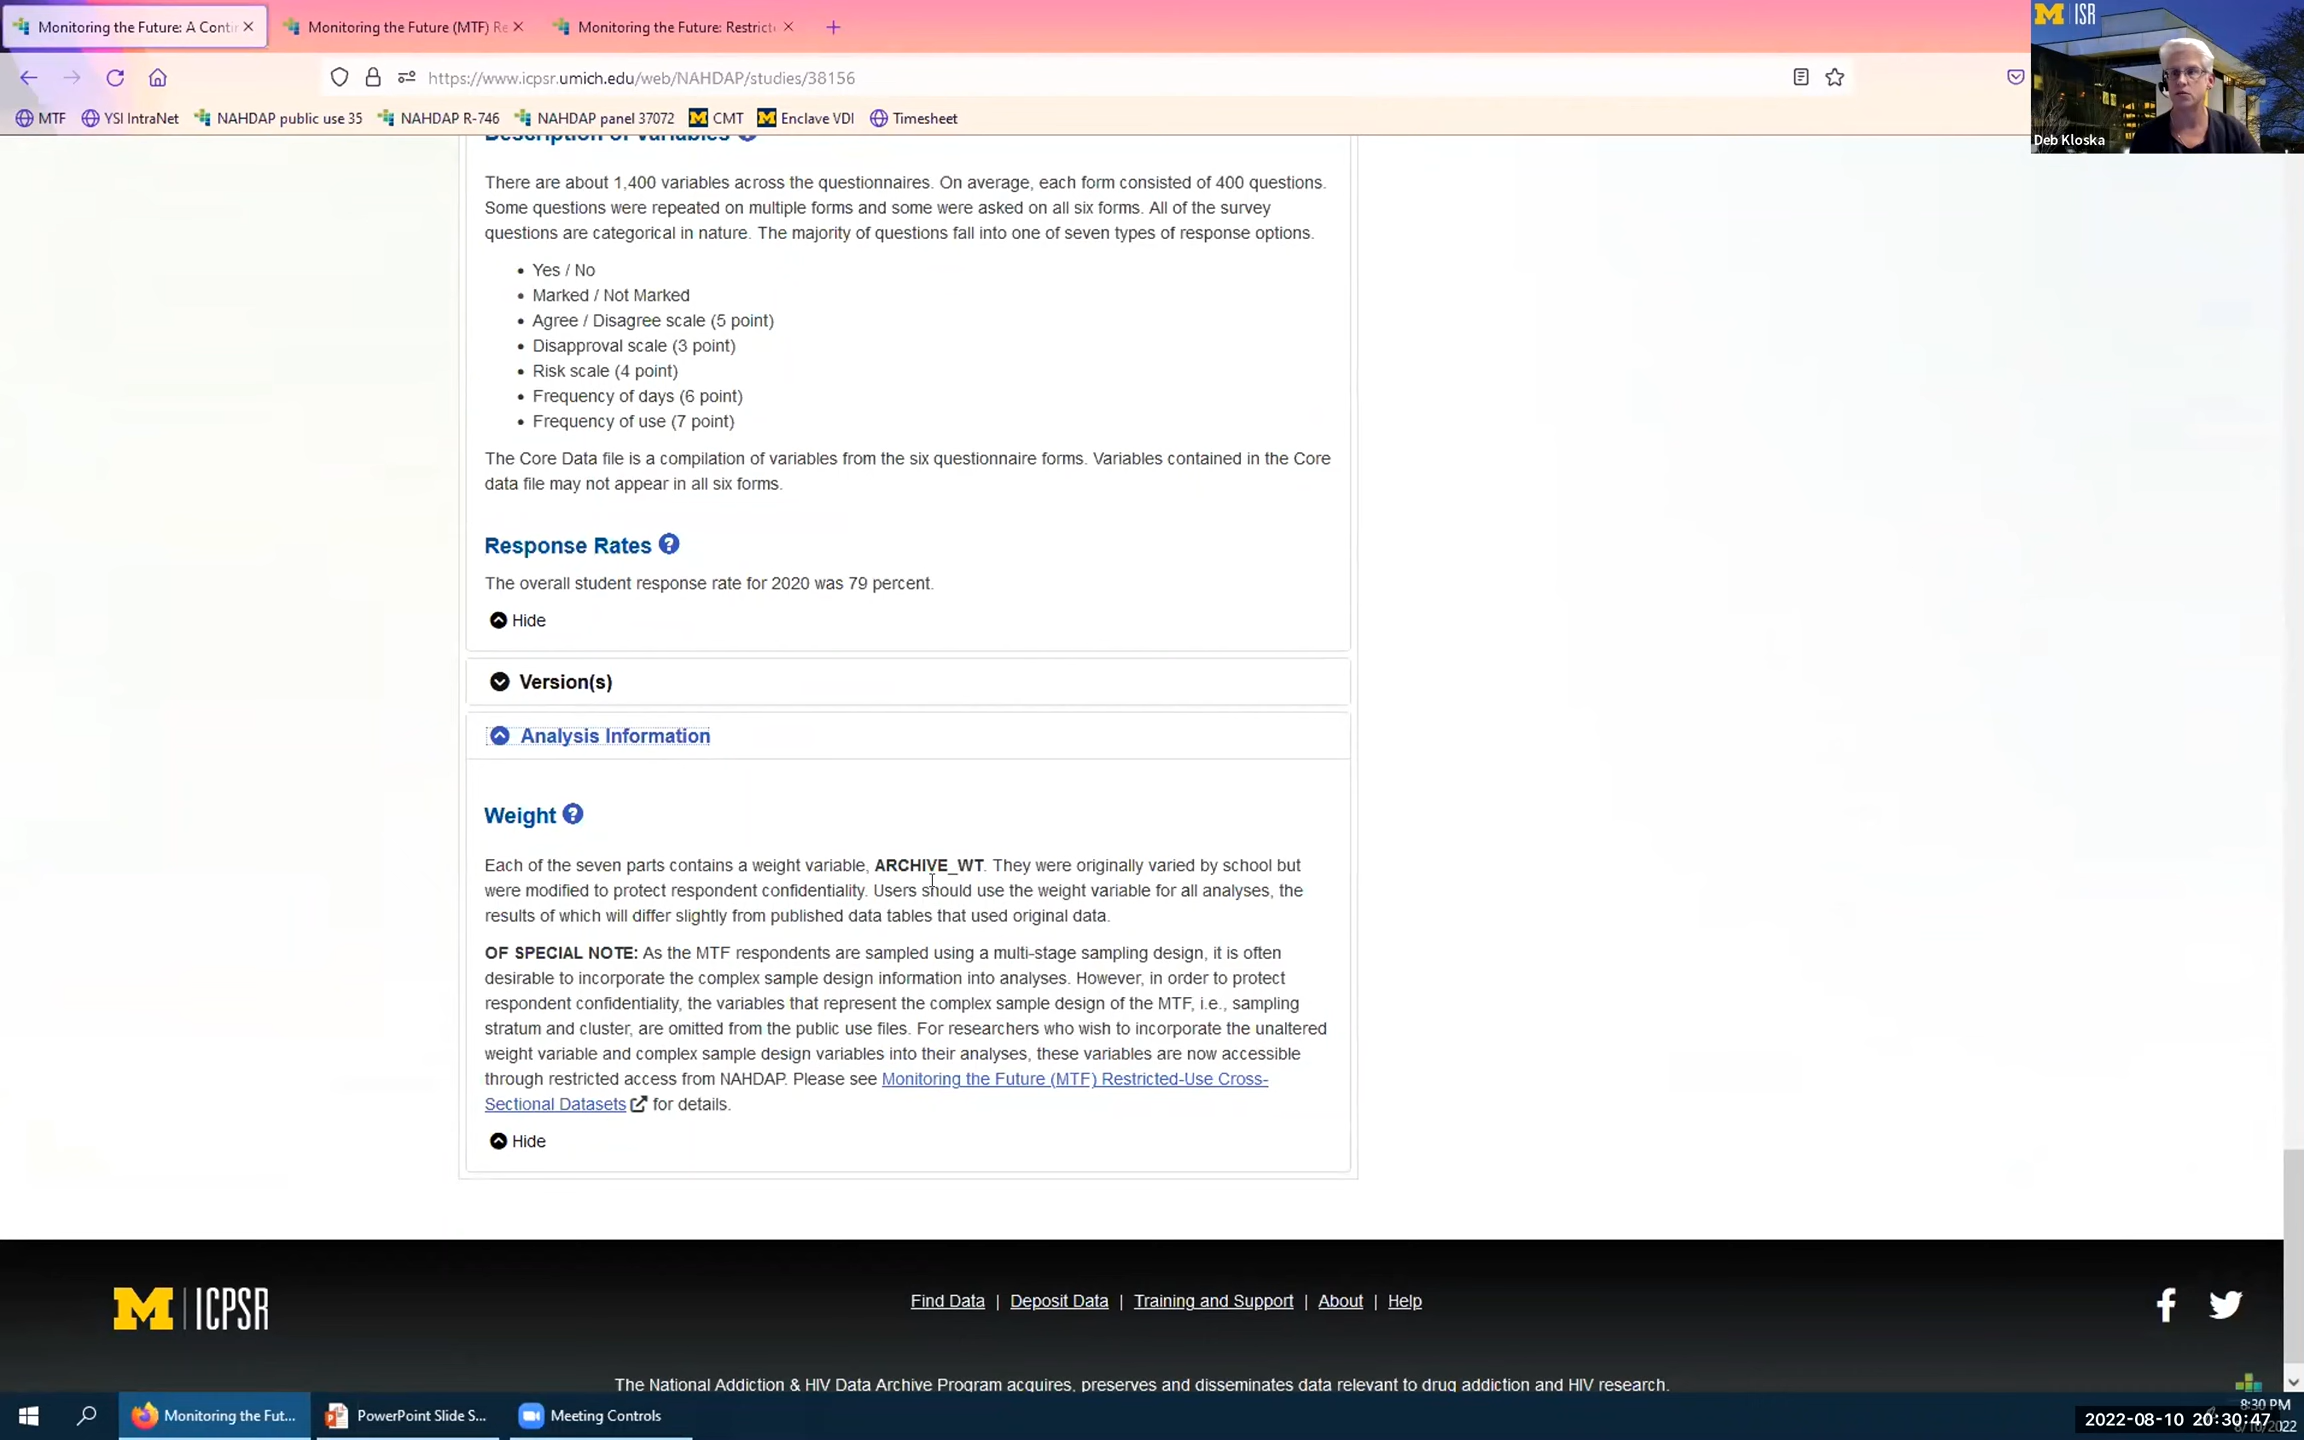 Monitoring the Future: A Conti
Monitoring the Future (MTF) Re
Monitoring the Future: Restricte
https://www.icpsr.umich.edu/web/NAHDAP/studies/38156
MTF YSI IntraNet NAHDAP public use 35 NAHDAP R-746 NAHDAP panel 37072 CMT Enclave VDI Timesheet
M ISR
Deb Kloska
Description of Variables
There are about 1,400 variables across the questionnaires. On average, each form consisted of 400 questions.
Some questions were repeated on multiple forms and some were asked on all six forms. All of the survey
questions are categorical in nature. The majority of questions fall into one of seven types of response options.
• Yes / No
• Marked / Not Marked
• Agree / Disagree scale (5 point)
• Disapproval scale (3 point)
• Risk scale (4 point)
• Frequency of days (6 point)
• Frequency of use (7 point)
The Core Data file is a compilation of variables from the six questionnaire forms. Variables contained in the Core
data file may not appear in all six forms.
Response Rates ?
The overall student response rate for 2020 was 79 percent.
Hide
Version(s)
Analysis Information
Weight ?
Each of the seven parts contains a weight variable, ARCHIVE_WT. They were originally varied by school but
were modified to protect respondent confidentiality. Users should use the weight variable for all analyses, the
results of which will differ slightly from published data tables that used original data.
OF SPECIAL NOTE: As the MTF respondents are sampled using a multi-stage sampling design, it is often
desirable to incorporate the complex sample design information into analyses. However, in order to protect
respondent confidentiality, the variables that represent the complex sample design of the MTF, i.e., sampling
stratum and cluster, are omitted from the public use files. For researchers who wish to incorporate the unaltered
weight variable and complex sample design variables into their analyses, these variables are now accessible
through restricted access from NAHDAP. Please see Monitoring the Future (MTF) Restricted-Use Cross-
Sectional Datasets for details.
Hide
M | ICPSR
Find Data | Deposit Data | Training and Support | About | Help
The National Addiction & HIV Data Archive Program acquires, preserves and disseminates data relevant to drug addiction and HIV research.
Monitoring the Fut...
PowerPoint Slide S...
Meeting Controls
8:30 PM
2022-08-10 20:30:47